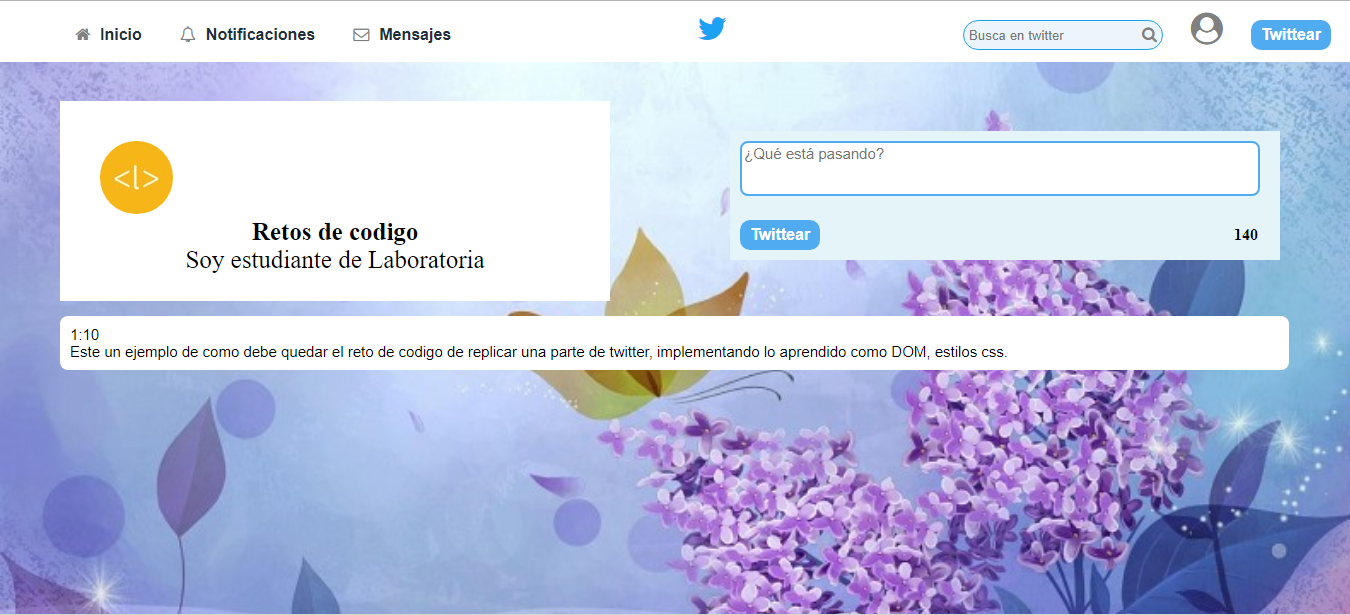 Inicio Notificaciones Mensajes Busca en twitter Twittear
<l>
Retos de codigo
Soy estudiante de Laboratoria
¿Qué está pasando?
Twittear 140
1:10
Este un ejemplo de como debe quedar el reto de codigo de replicar una parte de twitter, implementando lo aprendido como DOM, estilos css.